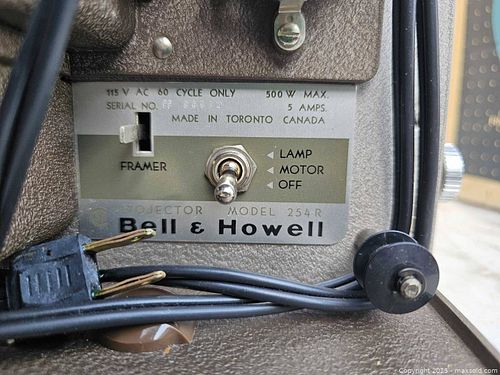 115 V AC 60 CYCLE ONLY 500 W MAX.
SERIAL NO. 5 AMPS.
MADE IN TORONTO CANADA
FRAMER
LAMP
MOTOR
OFF
PROJECTOR MODEL 254R
Bell & Howell
Copyright 2023 - maxsold.com